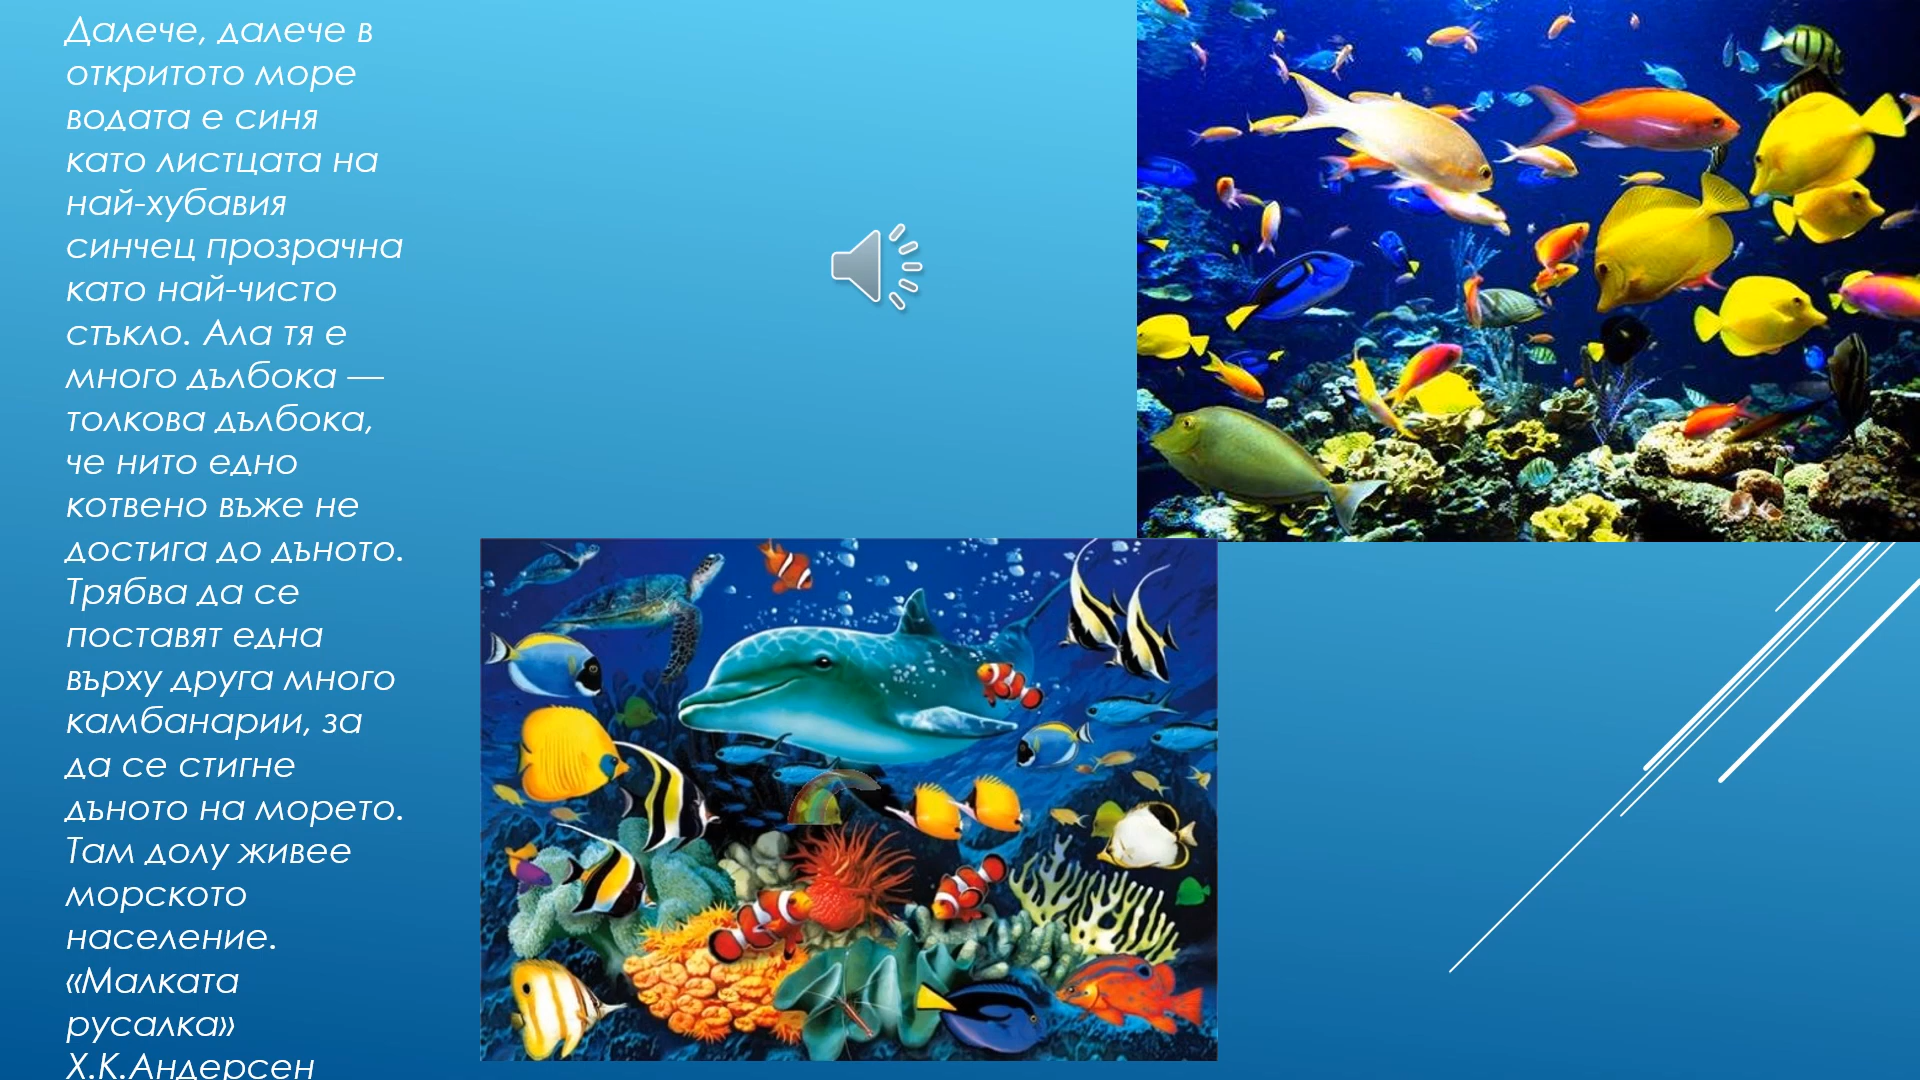 Далече, далече в
откритото море
водата е синя
като листцата на
най-хубавия
синчец прозрачна
като най-чисто
стъкло. Ала тя е
много дълбока —
толкова дълбока,
че нито едно
котвено въже не
достига до дъното.
Трябва да се
поставят една
върху друга много
камбанарии, за
да се стигне
дъното на морето.
Там долу живее
морското
население.
«Малката
русалка»
Х.К.Андерсен